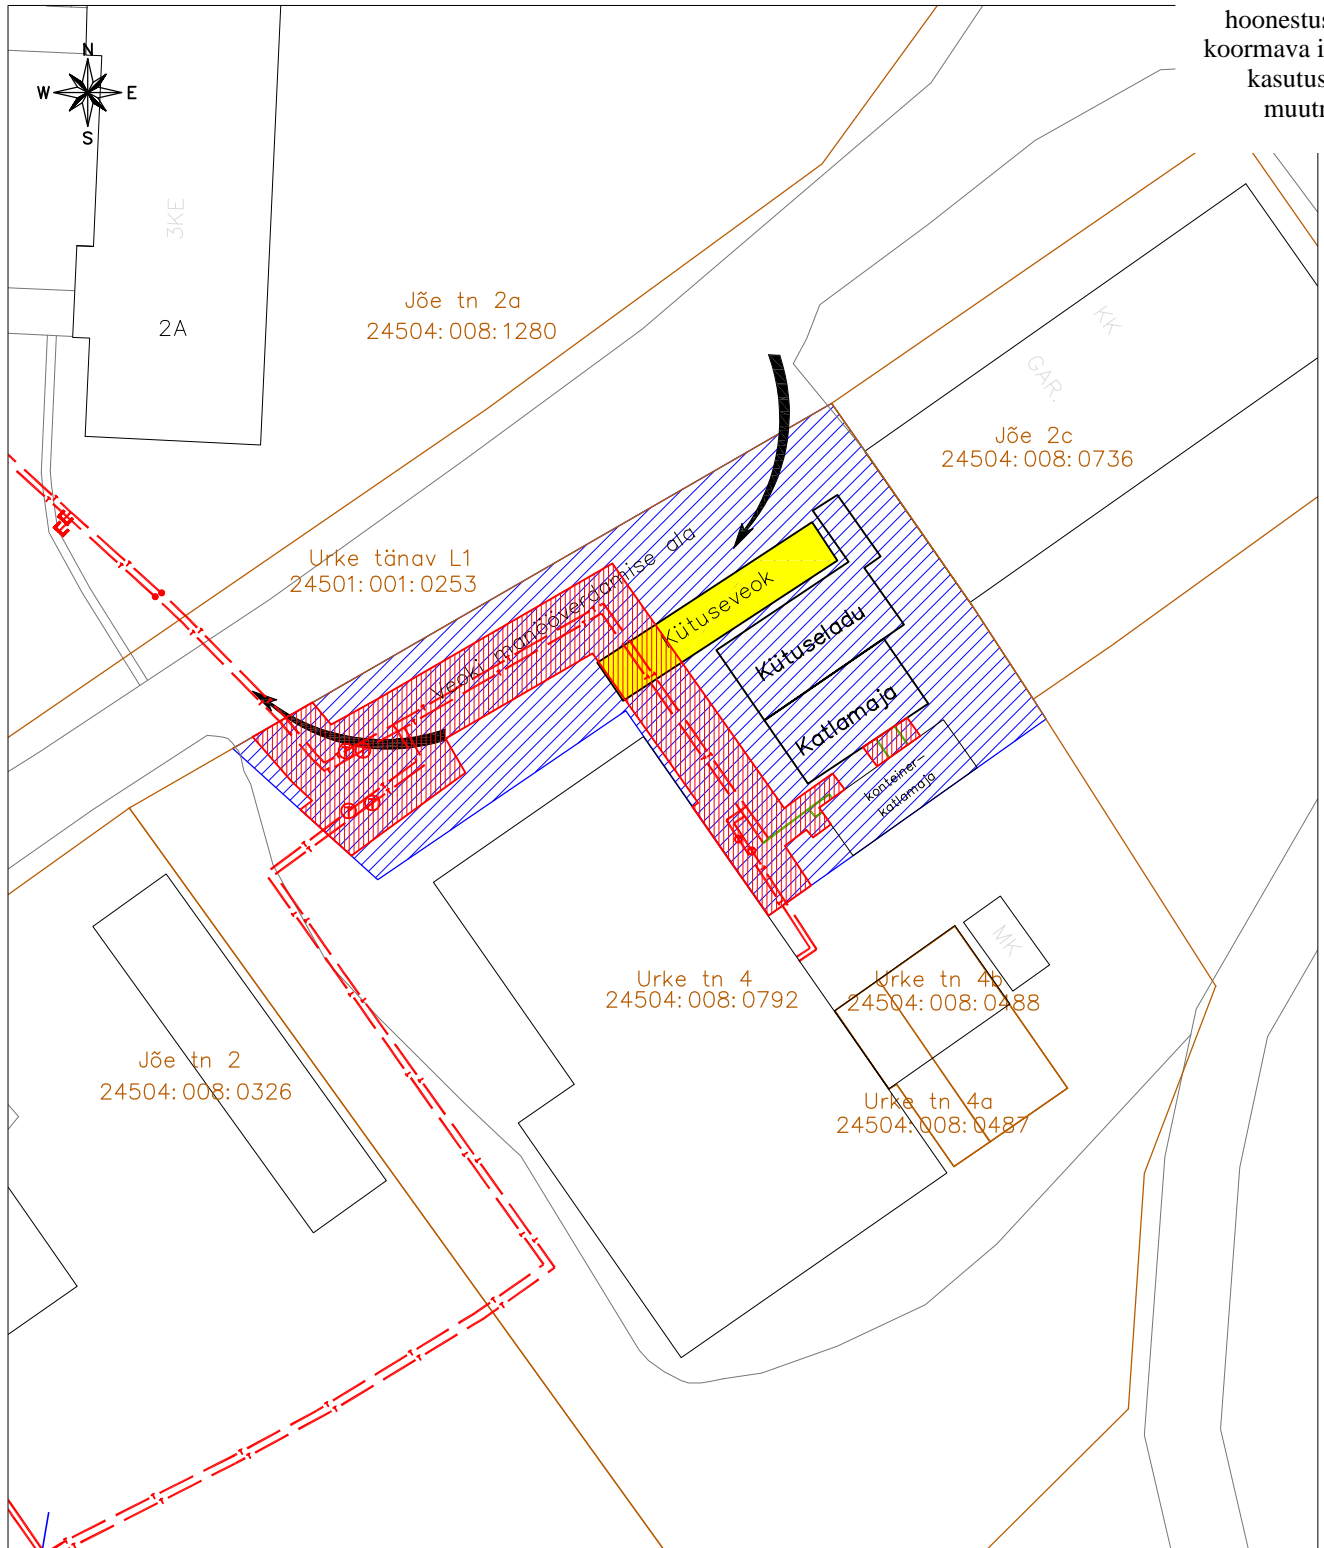 hoonestus
koormava i
kasutus
muutm
N
W
E
S
3KE
2A
Jõe tn 2a
24504:008:1280
KK
GAR.
Jõe 2c
24504:008:0736
Urke tänav L1
24501:001:0253
Veoki manööverdamise ala
Kütuseveok
Kütuseladu
Katlamaja
konteiner-
katlamaja
MK
Urke tn 4
24504:008:0792
Urke tn 4b
24504:008:0488
Jõe tn 2
24504:008:0326
Urke tn 4a
24504:008:0487